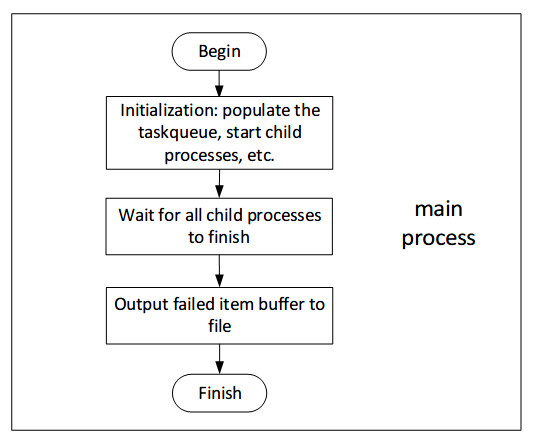 Begin
Initialization: populate the
taskqueue, start child
processes, etc.
Wait for all child processes
to finish
main
process
Output failed item buffer to
file
Finish